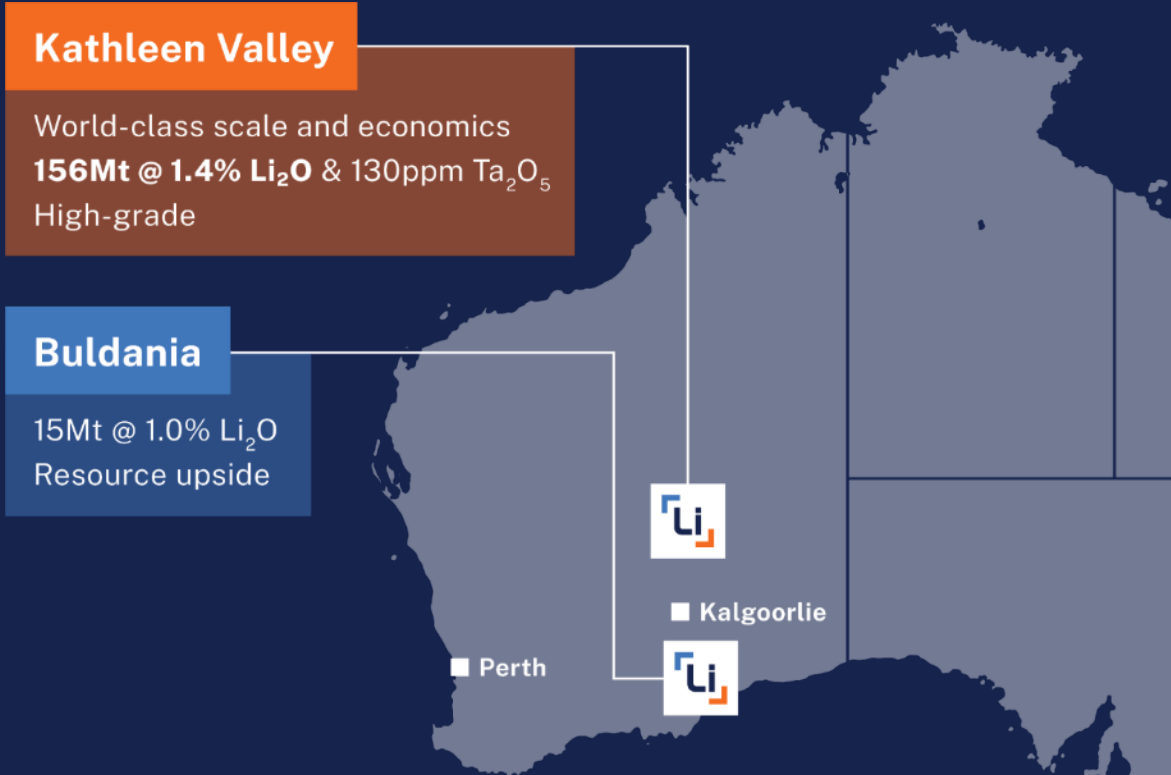 Kathleen Valley
World-class scale and economics
156Mt @ 1.4% Li₂O & 130ppm Ta₂O₅
High-grade
Buldania
15Mt @ 1.0% Li₂O
Resource upside
Li
Kalgoorlie
Li
Perth